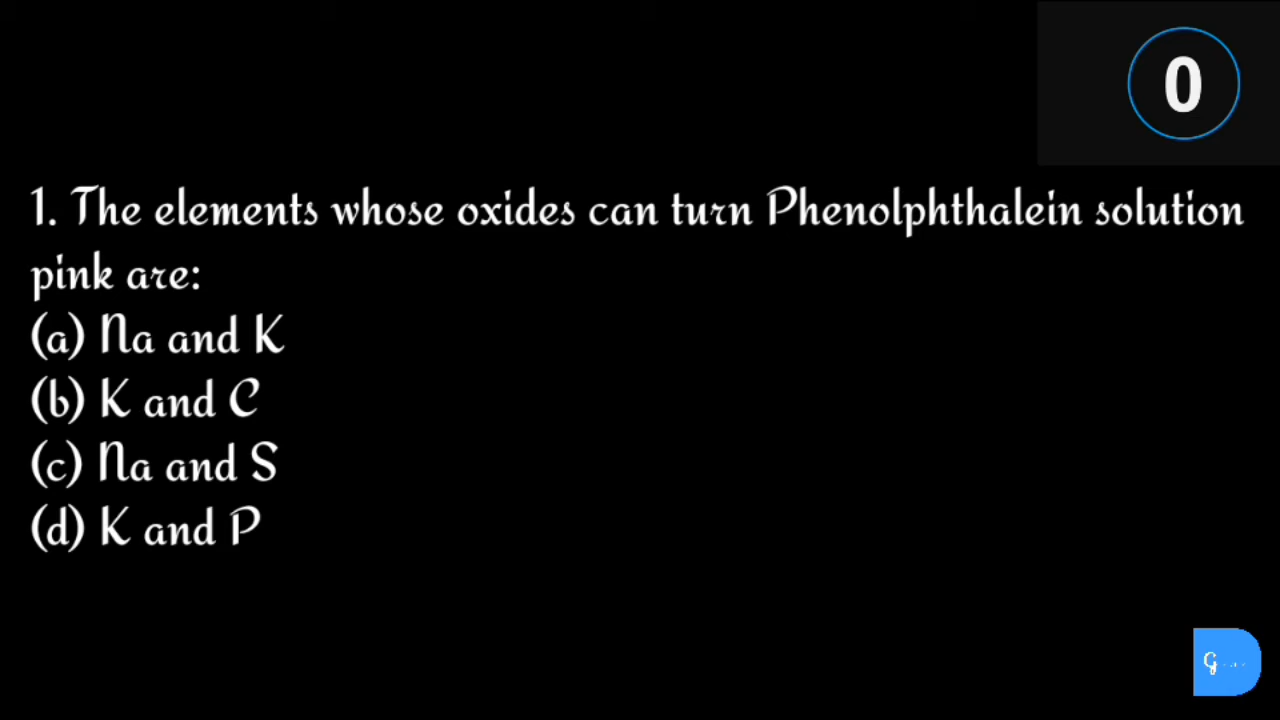 0
1. The elements whose oxides can turn Phenolphthalein solution
pink are:
(a) Na and K
(b) K and C
(c) Na and S
(d) K and P